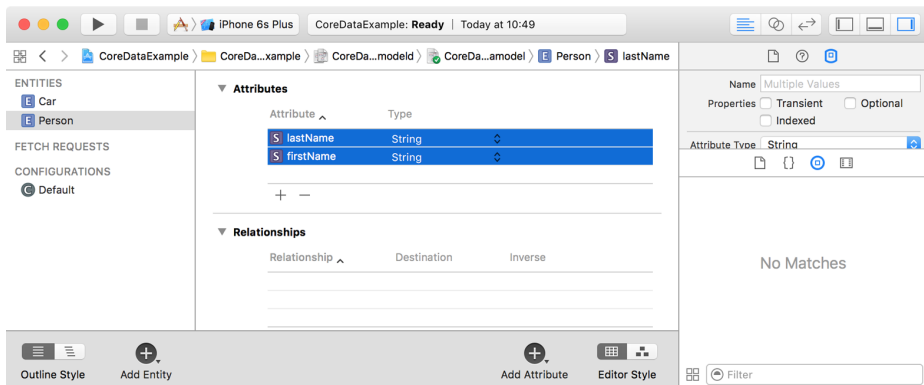 iPhone 6s Plus
CoreDataExample: Ready | Today at 10:49
CoreDataExample
CoreDa...xample
CoreDa...modeld
CoreDa...amodel
E Person
S lastName
ENTITIES
E Car
E Person
FETCH REQUESTS
CONFIGURATIONS
C Default
Attributes
Attribute Type
S lastName String
S firstName String
Relationships
Relationship Destination Inverse
Outline Style
Add Entity
Add Attribute
Editor Style
Name Multiple Values
Properties Transient Optional
Indexed
Attribute Type String
No Matches
Filter